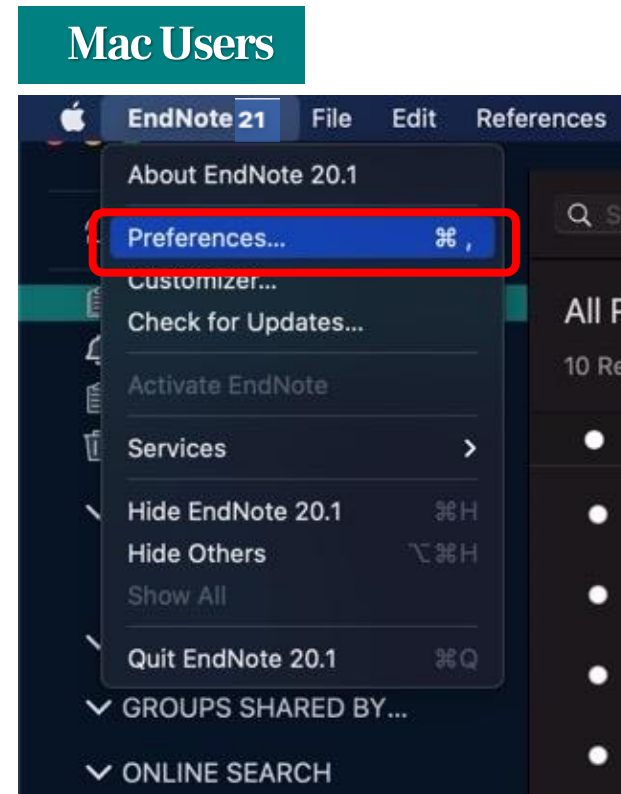 Mac Users
EndNote 21 File Edit References
About EndNote 20.1
Preferences... ⌘ ,
Customizer...
Check for Updates...
All
10 Re
Activate EndNote
Services
Hide EndNote 20.1 ⌘H
Hide Others ⌥⌘H
Show All
Quit EndNote 20.1 ⌘Q
GROUPS SHARED BY...
ONLINE SEARCH